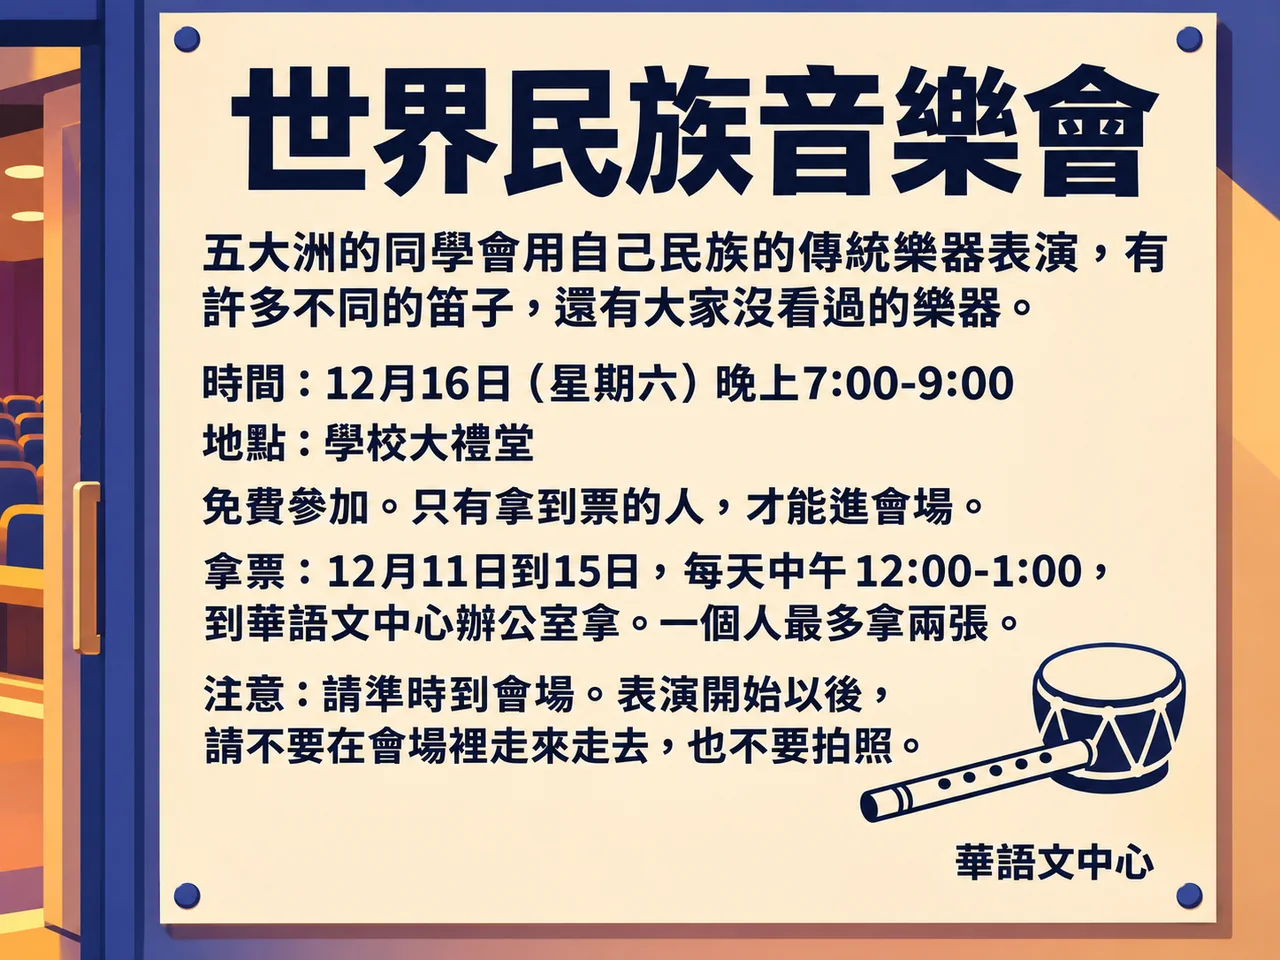 世界民族音樂會
五大洲的同學會用自己民族的傳統樂器表演，有
許多不同的笛子，還有大家沒看過的樂器。
時間：12月16日（星期六）晚上7:00-9:00
地點：學校大禮堂
免費參加。只有拿到票的人，才能進會場。
拿票：12月11日到15日，每天中午12:00-1:00，
到華語文中心辦公室拿。一個人最多拿兩張。
注意：請準時到會場。表演開始以後，
請不要在會場裡走來走去，也不要拍照。
華語文中心